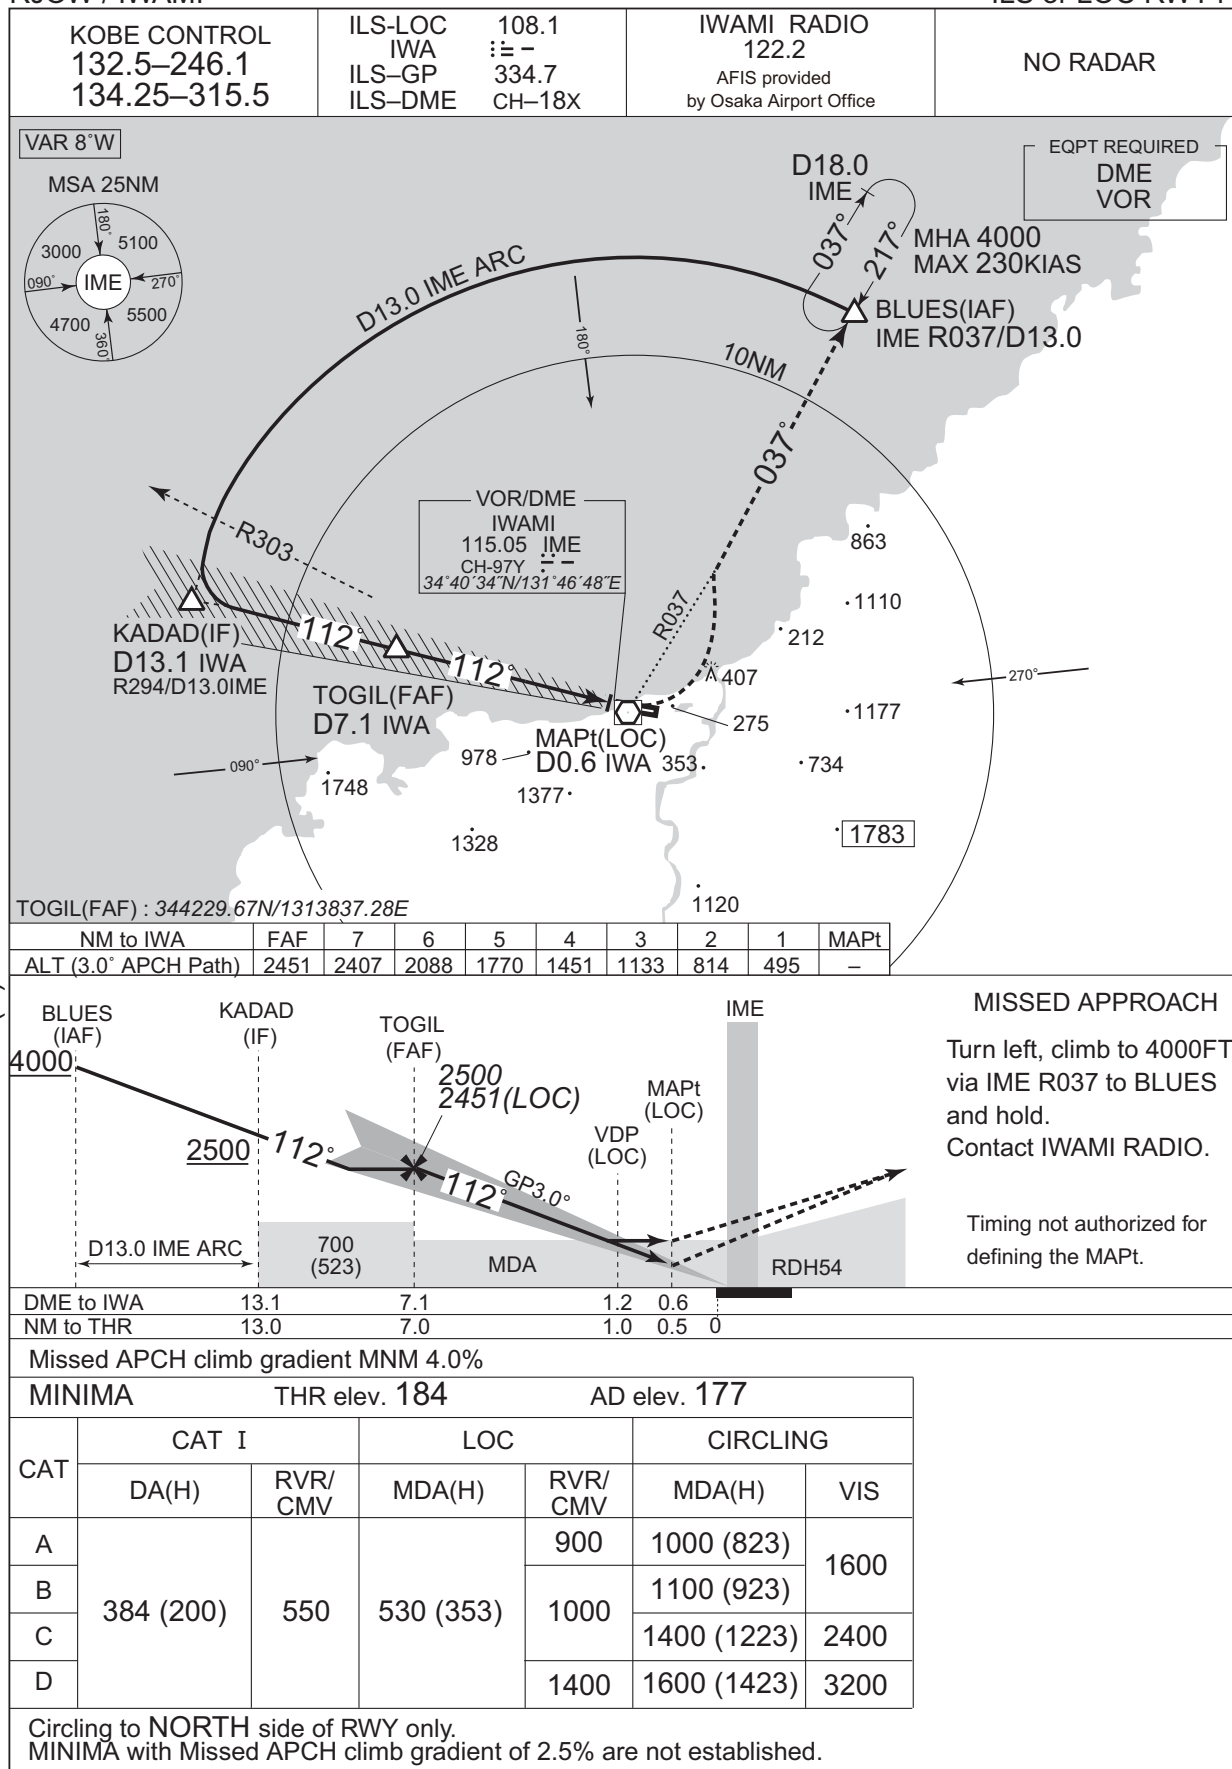 KOBE CONTROL
132.5–246.1
134.25–315.5
ILS-LOC 108.1
IWA
ILS–GP 334.7
ILS–DME CH–18X
IWAMI RADIO
122.2
AFIS provided
by Osaka Airport Office
NO RADAR
VAR 8°W
MSA 25NM
180°
3000
5100
090°
IME
270°
4700
5500
360°
EQPT REQUIRED
DME
VOR
D18.0
IME
037°
217°
MHA 4000
MAX 230KIAS
D13.0 IME ARC
BLUES(IAF)
IME R037/D13.0
180°
10NM
037°
VOR/DME
IWAMI
115.05 IME
CH-97Y
34°40´34˝N/131°46´48˝E
R303
863
R037
1110
212
KADAD(IF)
D13.1 IWA
R294/D13.0IME
112°
112°
407
270°
TOGIL(FAF)
D7.1 IWA
275
1177
MAPt(LOC)
D0.6 IWA
353
978
734
090°
1748
1377
1328
1783
1120
TOGIL(FAF) : 344229.67N/1313837.28E
NM to IWA FAF 7 6 5 4 3 2 1 MAPt
ALT (3.0° APCH Path) 2451 2407 2088 1770 1451 1133 814 495 –
BLUES
(IAF)
KADAD
(IF)
TOGIL
(FAF)
IME
4000
2500
2451(LOC)
MAPt
(LOC)
VDP
(LOC)
2500
112°
112°
GP3.0°
D13.0 IME ARC
700
(523)
MDA
RDH54
MISSED APPROACH
Turn left, climb to 4000FT
via IME R037 to BLUES
and hold.
Contact IWAMI RADIO.
Timing not authorized for
defining the MAPt.
DME to IWA 13.1 7.1 1.2 0.6
NM to THR 13.0 7.0 1.0 0.5 0
Missed APCH climb gradient MNM 4.0%
MINIMA THR elev. 184 AD elev. 177
CAT CAT I LOC CIRCLING
DA(H) RVR/CMV MDA(H) RVR/CMV MDA(H) VIS
A 384 (200) 550 530 (353) 900 1000 (823) 1600
B 1000 1100 (923)
C 1400 (1223) 2400
D 1400 1600 (1423) 3200
Circling to NORTH side of RWY only.
MINIMA with Missed APCH climb gradient of 2.5% are not established.